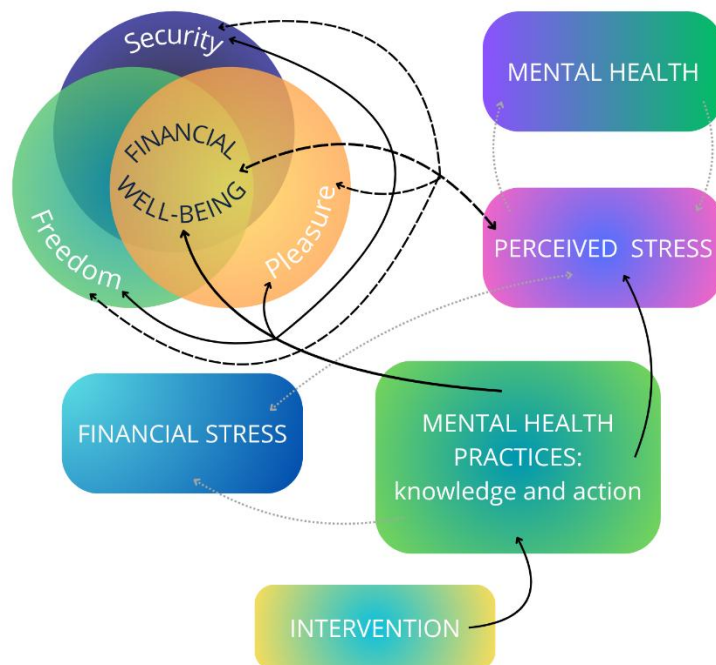 Security
MENTAL HEALTH
FINANCIAL
WELL-BEING
Freedom
Pleasure
PERCEIVED STRESS
FINANCIAL STRESS
MENTAL HEALTH
PRACTICES:
knowledge and action
INTERVENTION